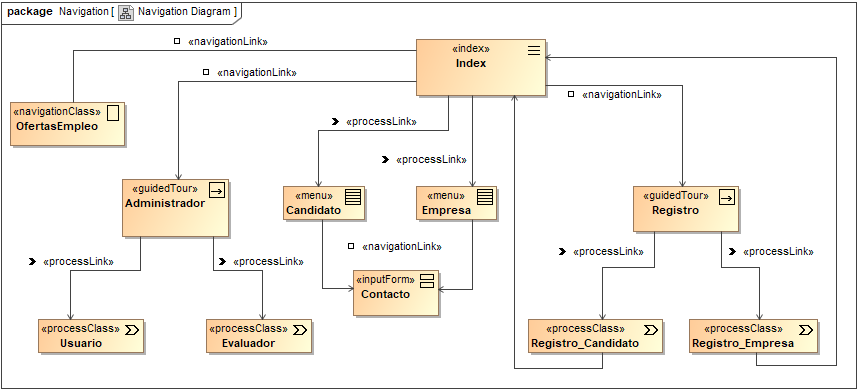 package Navigation [ Navigation Diagram ]
«navigationLink»
«index»
Index
«navigationLink»
«navigationLink»
«navigationClass»
OfertasEmpleo
«processLink»
«processLink»
«guidedTour»
Administrador
«menu»
Candidato
«menu»
Empresa
«guidedTour»
Registro
«navigationLink»
«processLink»
«processLink»
«processLink»
«processLink»
«inputForm»
Contacto
«processClass»
Usuario
«processClass»
Evaluador
«processClass»
Registro_Candidato
«processClass»
Registro_Empresa